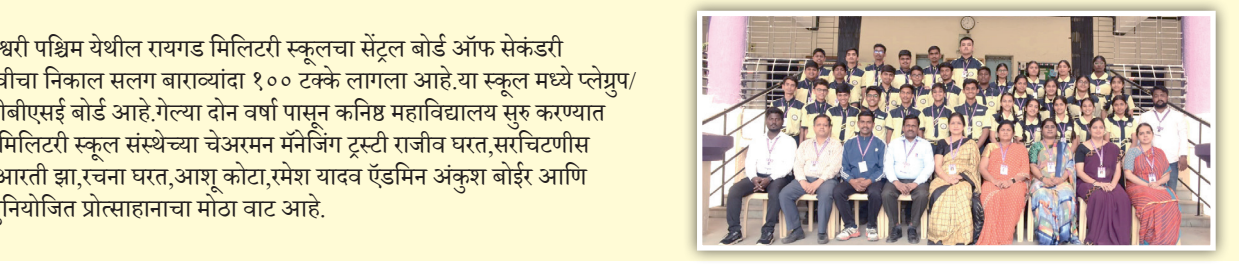 श्वरी पश्चिम येथील रायगड मिलिटरी स्कूलचा सेंट्रल बोर्ड ऑफ सेकंडरी
वीचा निकाल सलग बाराव्यांदा १०० टक्के लागला आहे.या स्कूल मध्ये प्लेग्रुप/
ीबीएसई बोर्ड आहे.गेल्या दोन वर्षा पासून कनिष्ठ महाविद्यालय सुरु करण्यात
मिलिटरी स्कूल संस्थेच्या चेअरमन मॅनेजिंग ट्रस्टी राजीव घरत,सरचिटणीस
आरती झा,रचना घरत,आशू कोटा,रमेश यादव ऍडमिन अंकुश बोईर आणि
ुनियोजित प्रोत्साहानाचा मोठा वाट आहे.